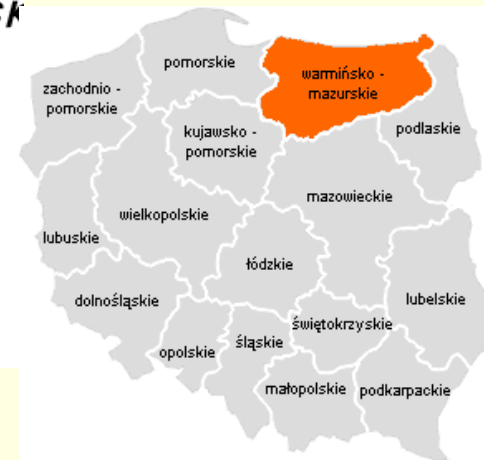 pomorskie
warmińsko -
mazurskie
zachodnio -
pomorskie
kujawsko -
pomorskie
podlaskie
mazowieckie
wielkopolskie
lubuskie
łódzkie
dolnośląskie
lubelskie
świętokrzyskie
śląskie
opolskie
małopolskie
podkarpackie